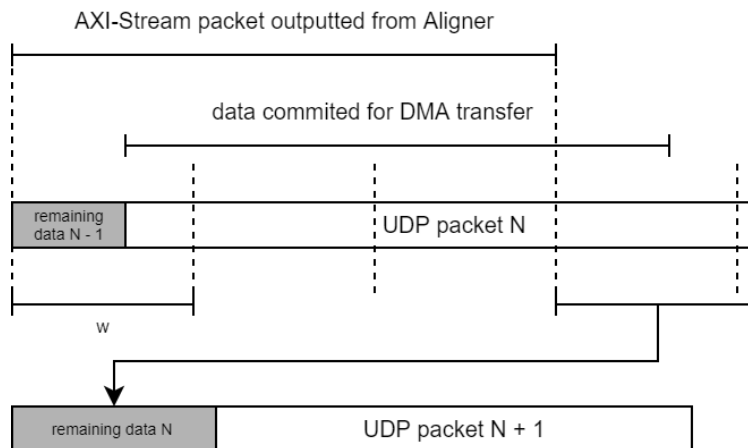 AXI-Stream packet outputted from Aligner
data commited for DMA transfer
remaining
data N - 1
UDP packet N
w
remaining data N
UDP packet N + 1